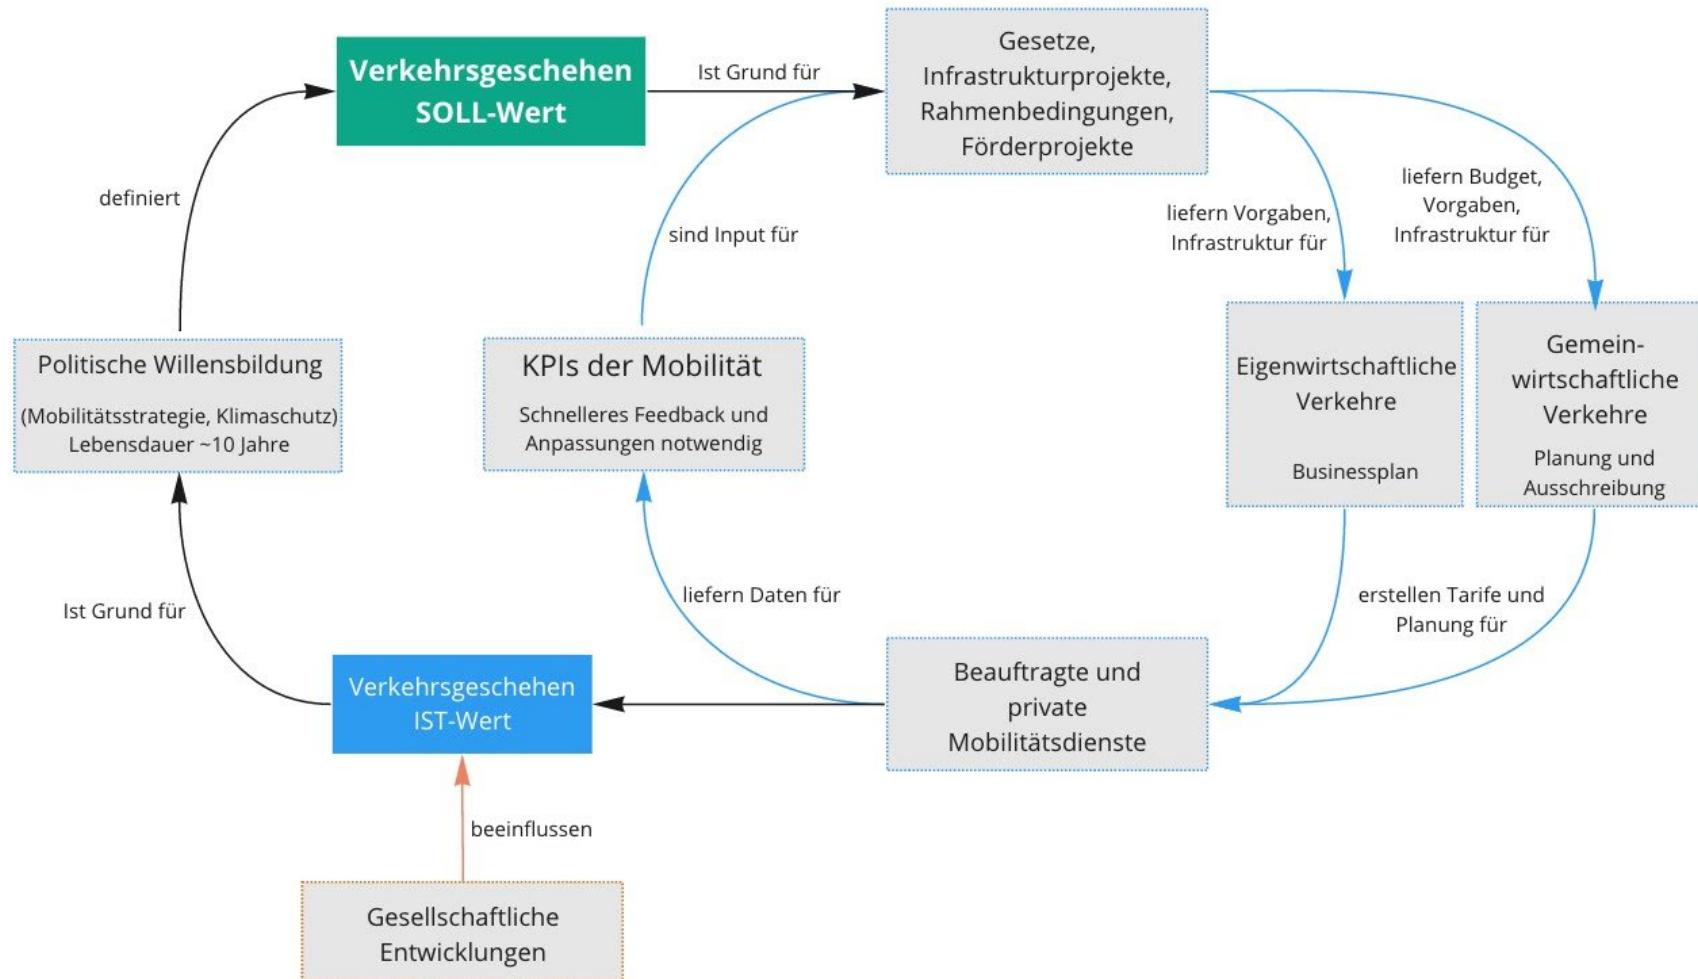 Verkehrsgeschehen
SOLL-Wert
Ist Grund für
Gesetze,
Infrastrukturprojekte,
Rahmenbedingungen,
Förderprojekte
definiert
sind Input für
liefern Vorgaben,
Infrastruktur für
liefern Budget,
Vorgaben,
Infrastruktur für
Politische Willensbildung
(Mobilitätsstrategie, Klimaschutz)
Lebensdauer ~10 Jahre
KPIs der Mobilität
Schnelleres Feedback und
Anpassungen notwendig
Eigenwirtschaftliche
Verkehre
Businessplan
Gemein-
wirtschaftliche
Verkehre
Planung und
Ausschreibung
Ist Grund für
liefern Daten für
erstellen Tarife und
Planung für
Verkehrsgeschehen
IST-Wert
Beauftragte und
private
Mobilitätsdienste
beeinflussen
Gesellschaftliche
Entwicklungen